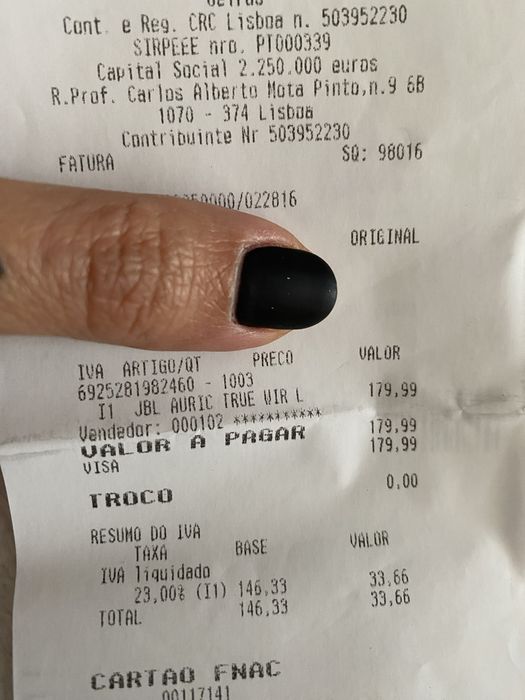 Cont. e Reg. CRC Lisboa n. 503952230
SIRPEEE nro. PT000339
Capital Social 2.250.000 euros
R.Prof. Carlos Alberto Mota Pinto,n.9 6B
1070 - 374 Lisboa
Contribuinte Nr 503952230
FATURA SQ: 98016
0000/022816
ORIGINAL
IVA ARTIGO/QT PRECO VALOR
6925281982460 - 1003
I1 JBL AURIC TRUE WIR L 179,99
Vendedor: 000102 ***********
VALOR A PAGAR 179,99
VISA 179,99
TROCO 0,00
RESUMO DO IVA
TAXA BASE VALOR
IVA liquidado
23,00% (I1) 146,33 33,66
TOTAL 146,33 33,66
CARTAO FNAC
00117141